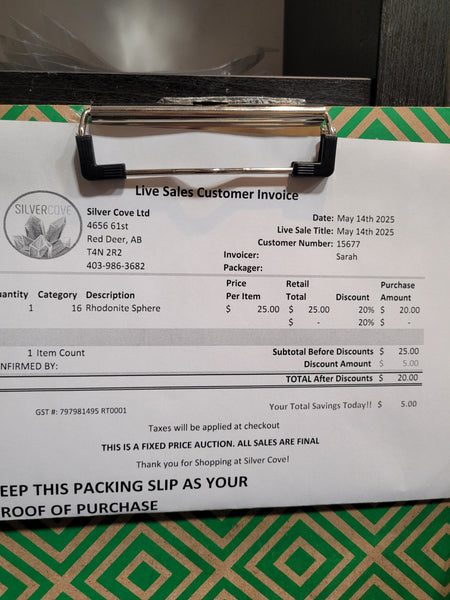 Live Sales Customer Invoice
SILVERCOVE
Silver Cove Ltd
4656 61st
Red Deer, AB
T4N 2R2
403-986-3682
Date: May 14th 2025
Live Sale Title: May 14th 2025
Customer Number: 15677
Invoicer: Sarah
Packager:
uantity Category Description Price Per Item Retail Total Discount Purchase Amount
1 16 Rhodonite Sphere $ 25.00 $ 25.00 20% $ 20.00
$ - 20% $ -
1 Item Count Subtotal Before Discounts $ 25.00
ONFIRMED BY: Discount Amount $ 5.00
TOTAL After Discounts $ 20.00
GST #: 797981495 RT0001 Your Total Savings Today!! $ 5.00
Taxes will be applied at checkout
THIS IS A FIXED PRICE AUCTION. ALL SALES ARE FINAL
Thank you for Shopping at Silver Cove!
EEP THIS PACKING SLIP AS YOUR
ROOF OF PURCHASE